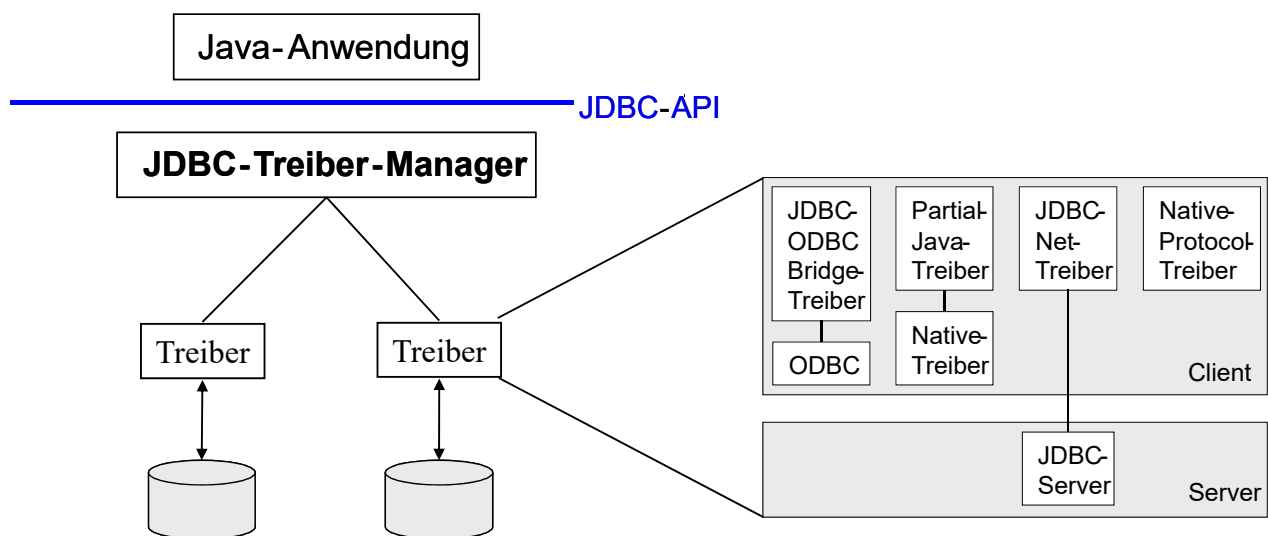 Java-Anwendung
JDBC-API
JDBC-Treiber-Manager
Treiber
Treiber
JDBC-
ODBC
Bridge-
Treiber
ODBC
Partial-
Java-
Treiber
Native-
Treiber
JDBC-
Net-
Treiber
Native-
Protocol-
Treiber
Client
JDBC-
Server
Server